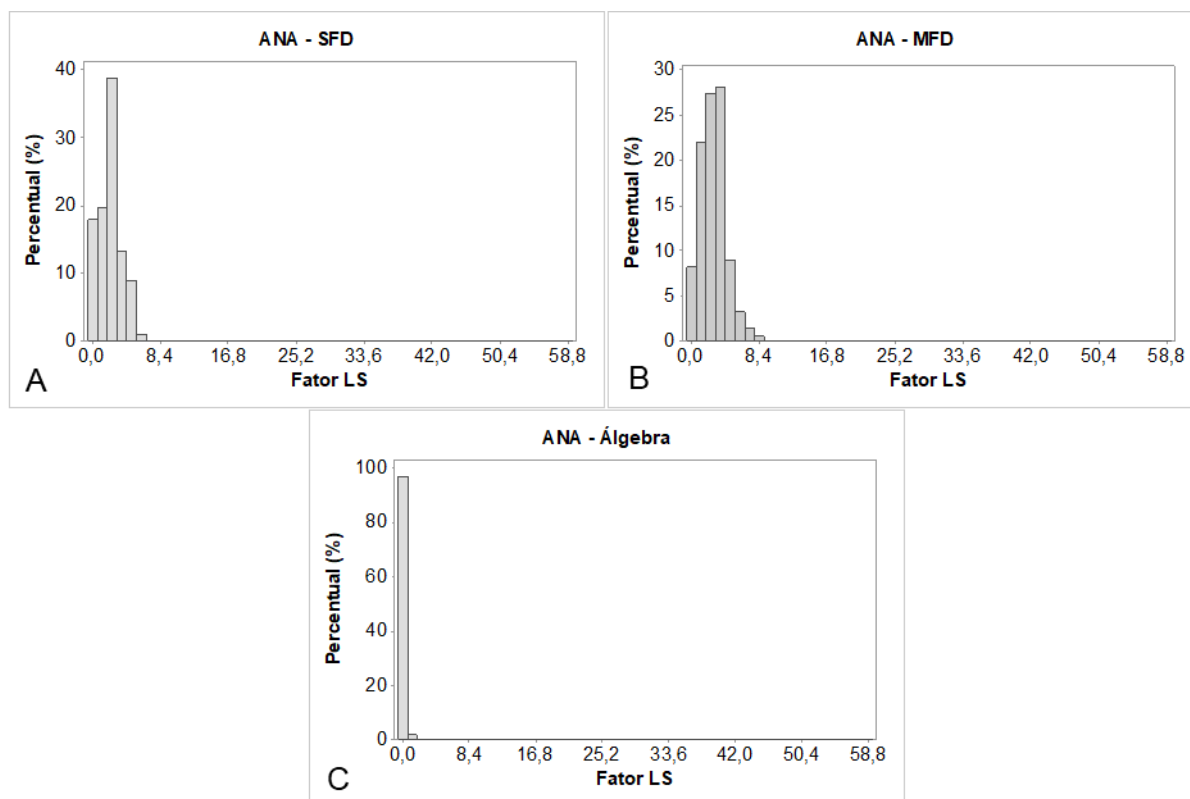 ANA - SFD
Percentual (%)
40
30
20
10
0
0,0 8,4 16,8 25,2 33,6 42,0 50,4 58,8
Fator LS
A
ANA - MFD
Percentual (%)
30
25
20
15
10
5
0
0,0 8,4 16,8 25,2 33,6 42,0 50,4 58,8
Fator LS
B
ANA - Álgebra
Percentual (%)
100
80
60
40
20
0
0,0 8,4 16,8 25,2 33,6 42,0 50,4 58,8
Fator LS
C